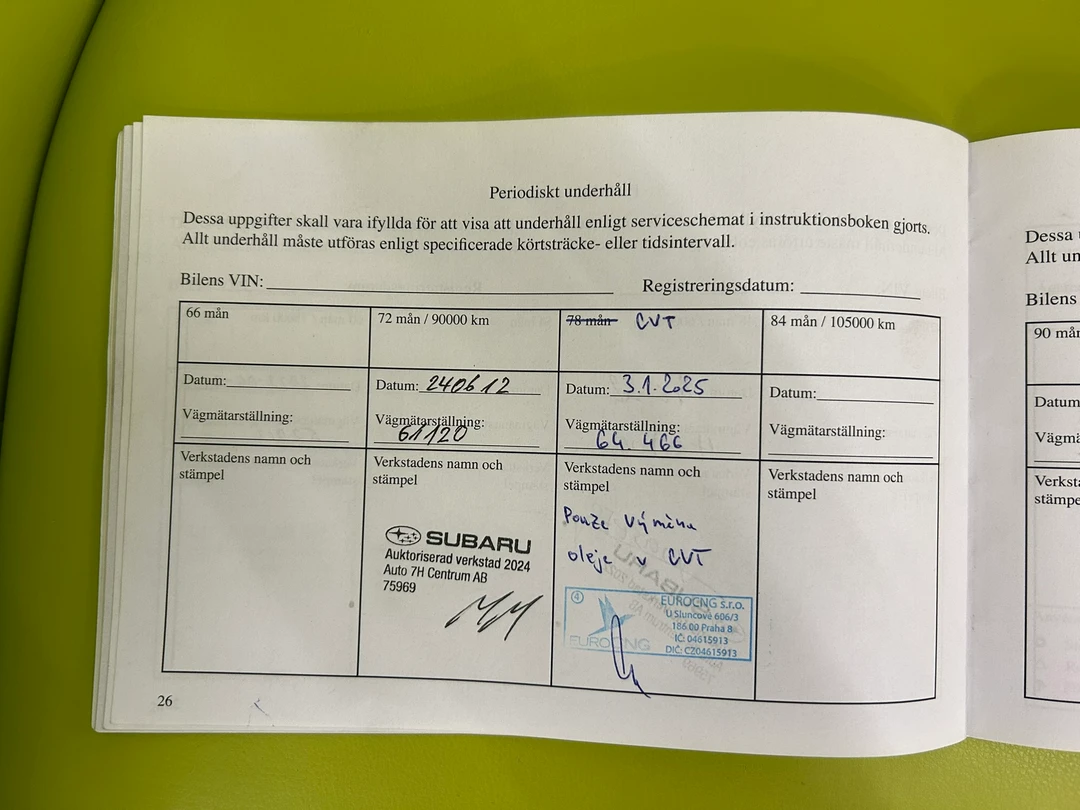 Periodiskt underhåll
Dessa uppgifter skall vara ifyllda för att visa att underhåll enligt serviceschemat i instruktionsboken gjorts.
Allt underhåll måste utföras enligt specificerade körtsträcke- eller tidsintervall.
Bilens VIN:
Registreringsdatum:
66 mån
Datum:
Vägmätarställning:
Verkstadens namn och
stämpel
72 mån / 90000 km
Datum: 240612
Vägmätarställning:
61120
Verkstadens namn och
stämpel
SUBARU
Auktoriserad verkstad 2024
Auto 7H Centrum AB
75969
78 mån CVT
Datum: 3.1.2025
Vägmätarställning:
64.466
Verkstadens namn och
stämpel
Pouze výměna
oleje v CVT
4
EUROCNG
EUROCNG s.r.o.
U Sluncové 606/3
186 00 Praha 8
IČ: 04615913
DIČ: CZ04615913
84 mån / 105000 km
Datum:
Vägmätarställning:
Verkstadens namn och
stämpel
26
Dessa
Allt un
Bilens
90 mån
Datum
Vägmä
Verksta
stämpe